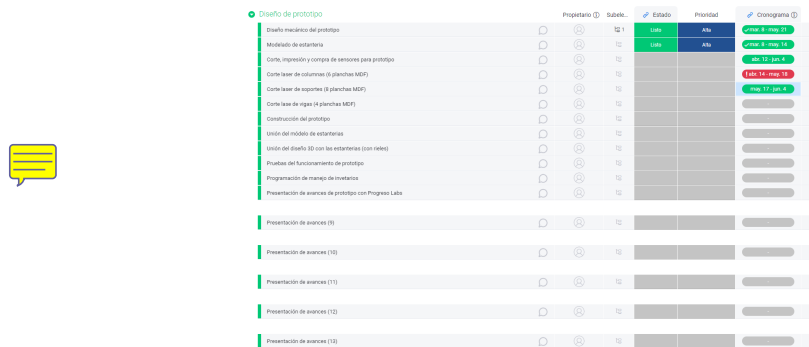 Diseño de prototipo Propietario Subele... Estado Prioridad Cronograma
Diseño mecánico del prototipo 1 Listo Alta mar. 8 - may. 21
Modelado de estantería Listo Alta mar. 8 - may. 14
Corte, impresión y compra de sensores para prototipo abr. 12 - jun. 4
Corte laser de columnas (6 planchas MDF) ! abr. 14 - may. 18
Corte laser de soportes (8 planchas MDF) may. 17 - jun. 4
Corte lase de vigas (4 planchas MDF) -
Construcción del prototipo -
Unión del módelo de estanterias -
Unión del diseño 3D con las estanterías (con rieles) -
Pruebas del funcionamiento de prototipo -
Programación de manejo de invetarios -
Presentación de avances de prototipo con Progreso Labs -
Presentación de avances (9) -
Presentación de avances (10) -
Presentación de avances (11) -
Presentación de avances (12) -
Presentación de avances (13) -